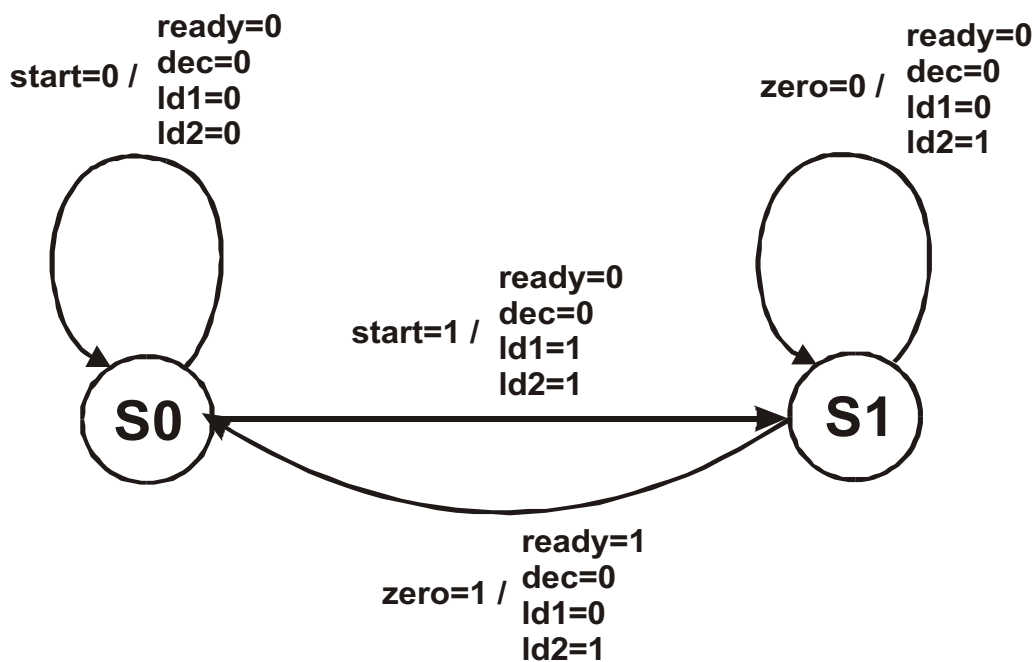 start=0 /
ready=0
dec=0
ld1=0
ld2=0
zero=0 /
ready=0
dec=0
ld1=0
ld2=1
start=1 /
ready=0
dec=0
ld1=1
ld2=1
S0
S1
zero=1 /
ready=1
dec=0
ld1=0
ld2=1